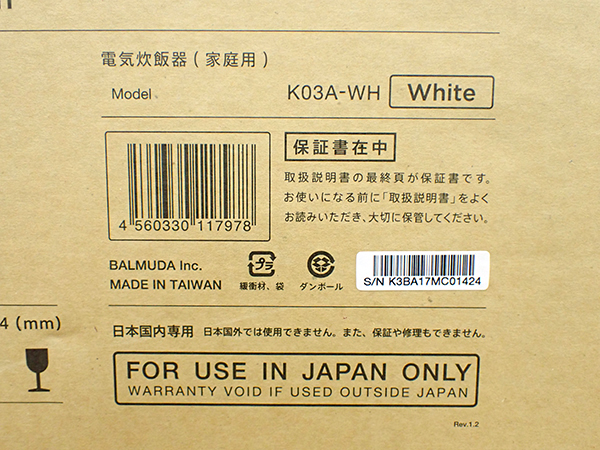 電気炊飯器(家庭用)
Model K03A-WH White
保証書在中
取扱説明書の最終頁が保証書です。
お使いになる前に「取扱説明書」をよく
お読みいただき、大切に保管してください。
4 560330 117978
BALMUDA Inc.
MADE IN TAIWAN
プラ
緩衝材、袋
ダンボール
S/N K3BA17MC01424
4 (mm)
日本国内専用 日本国外では使用できません。また、保証や修理もできません。
FOR USE IN JAPAN ONLY
WARRANTY VOID IF USED OUTSIDE JAPAN
Rev.1.2